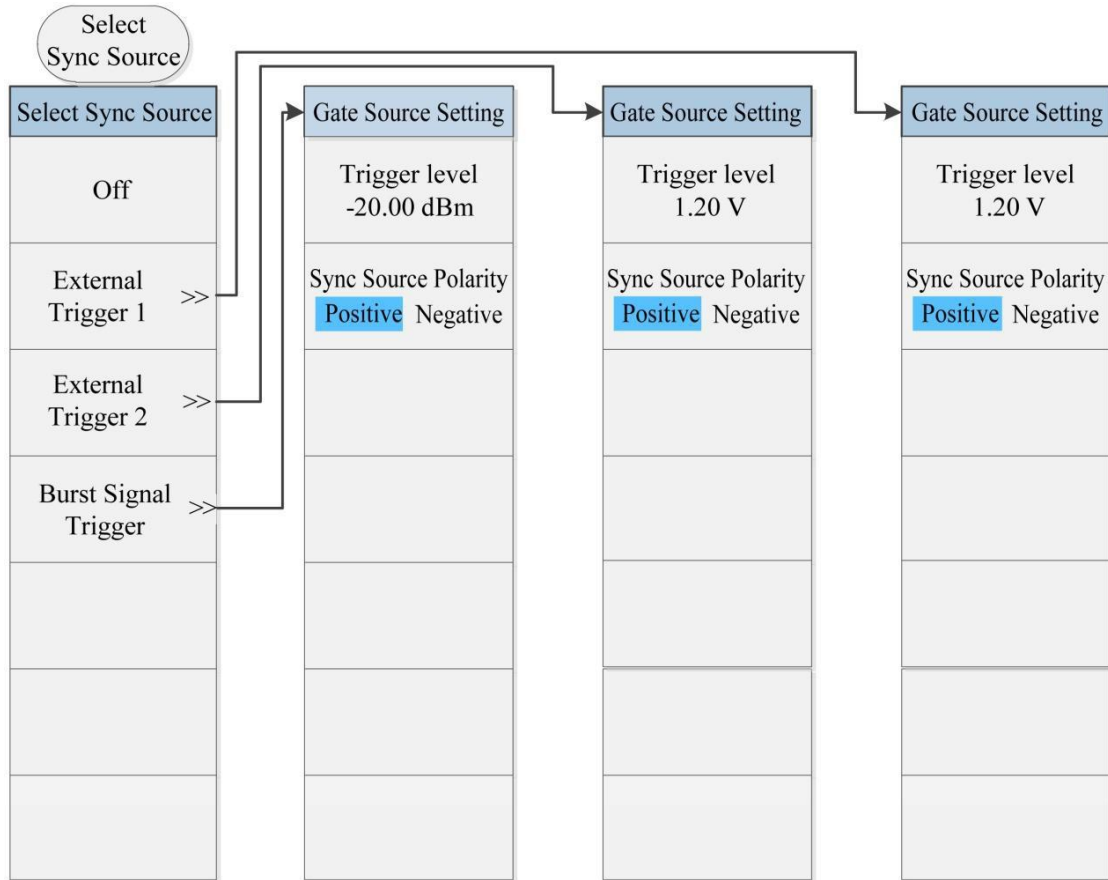 Select
Sync Source
Select Sync Source
Off
External
Trigger 1
>>
External
Trigger 2
>>
Burst Signal
Trigger
>>
Gate Source Setting
Trigger level
-20.00 dBm
Sync Source Polarity
Positive Negative
Gate Source Setting
Trigger level
1.20 V
Sync Source Polarity
Positive Negative
Gate Source Setting
Trigger level
1.20 V
Sync Source Polarity
Positive Negative